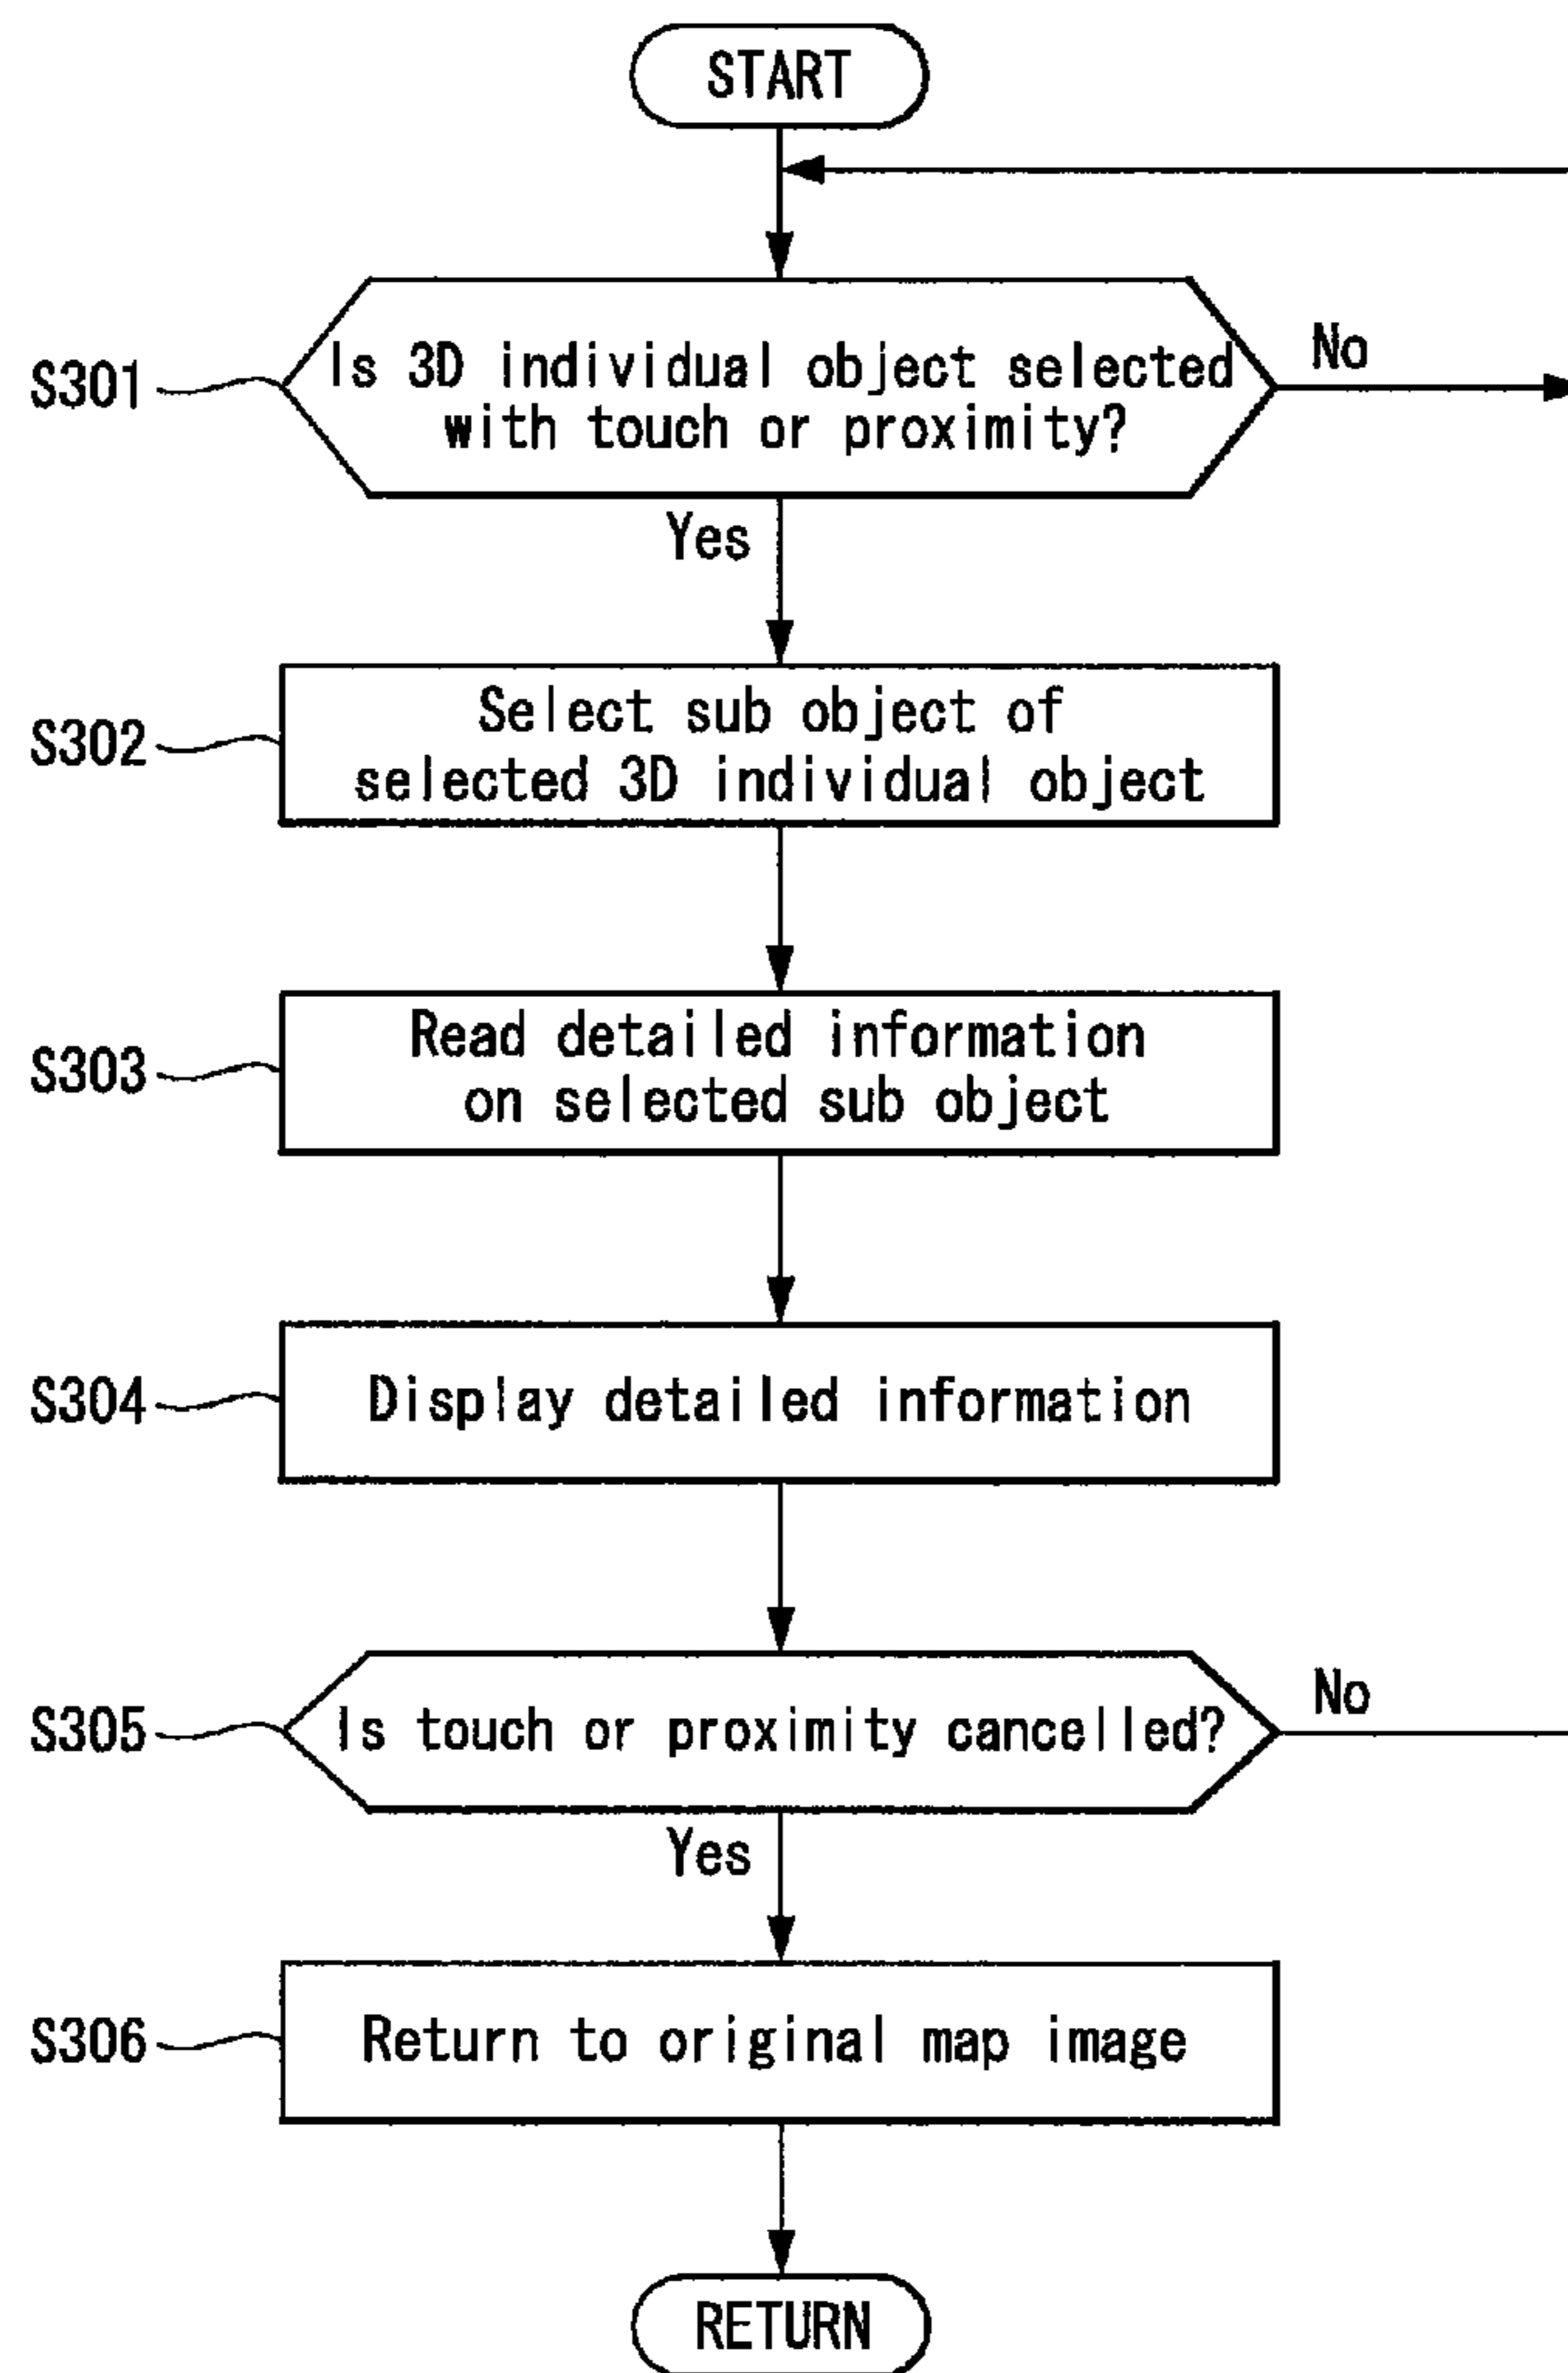 START
S301
Is 3D individual object selected
with touch or proximity?
No
Yes
S302
Select sub object of
selected 3D individual object
S303
Read detailed information
on selected sub object
S304
Display detailed information
S305
Is touch or proximity cancelled?
No
Yes
S306
Return to original map image
RETURN